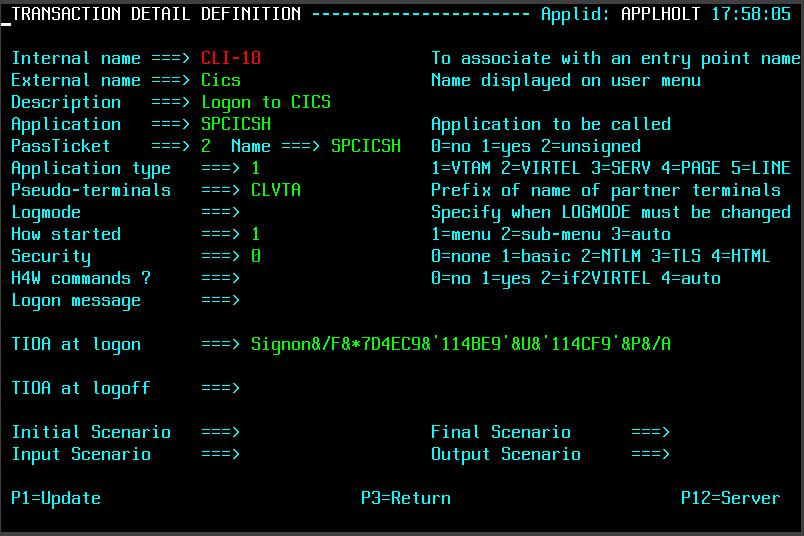 TRANSACTION DETAIL DEFINITION ---------------------- Applid: APPLHOLT 17:58:05
Internal name ===> CLI-10 To associate with an entry point name
External name ===> Cics Name displayed on user menu
Description ===> Logon to CICS
Application ===> SPCICSH Application to be called
PassTicket ===> 2 Name ===> SPCICSH 0=no 1=yes 2=unsigned
Application type ===> 1 1=VTAM 2=VIRTEL 3=SERV 4=PAGE 5=LINE
Pseudo-terminals ===> CLVTA Prefix of name of partner terminals
Logmode ===> Specify when LOGMODE must be changed
How started ===> 1 1=menu 2=sub-menu 3=auto
Security ===> 0 0=none 1=basic 2=NTLM 3=TLS 4=HTML
H4W commands ? ===> 0=no 1=yes 2=if2VIRTEL 4=auto
Logon message ===>
TIOA at logon ===> Signon&/F&*7D4EC9&'114BE9'&U&'114CF9'&P&/A
TIOA at logoff ===>
Initial Scenario ===> Final Scenario ===>
Input Scenario ===> Output Scenario ===>
P1=Update P3=Return P12=Server